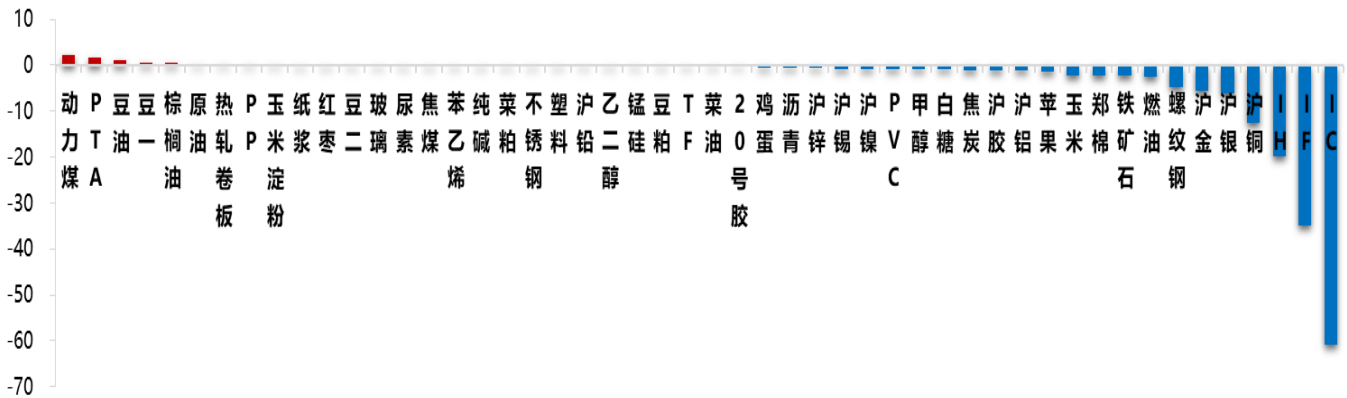 10
0
-10
-20
-30
-40
-50
-60
-70
动力煤
PTA
豆油
豆一
棕榈油
原油
热轧卷板
PP
玉米淀粉
纸浆
红枣
豆二
玻璃
尿素
焦煤
苯乙烯
纯碱
菜粕
不锈钢
塑料
沪铅
乙二醇
锰硅
豆粕
TF
菜油
20号胶
鸡蛋
沥青
沪锌
沪锡
沪镍
PVC
甲醇
白糖
焦炭
沪胶
沪铝
苹果
玉米
郑棉
铁矿石
燃油
螺纹钢
沪金
沪银
沪铜
IH
IF
IC